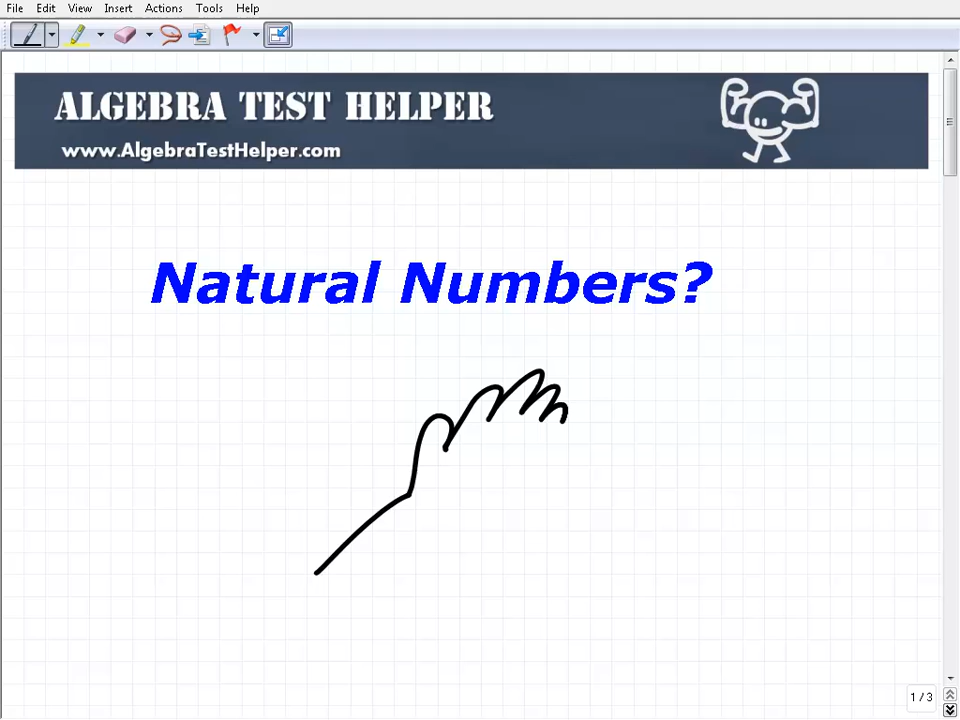 File Edit View Insert Actions Tools Help
ALGEBRA TEST HELPER
www.AlgebraTestHelper.com
Natural Numbers?
1 / 3